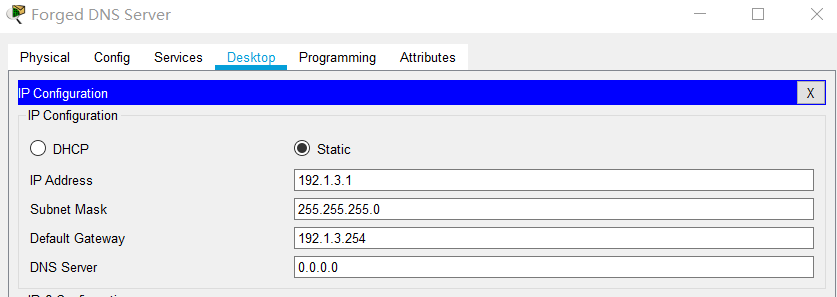 Forged DNS Server
Physical Config Services Desktop Programming Attributes
IP Configuration X
IP Configuration
DHCP Static
IP Address 192.1.3.1
Subnet Mask 255.255.255.0
Default Gateway 192.1.3.254
DNS Server 0.0.0.0